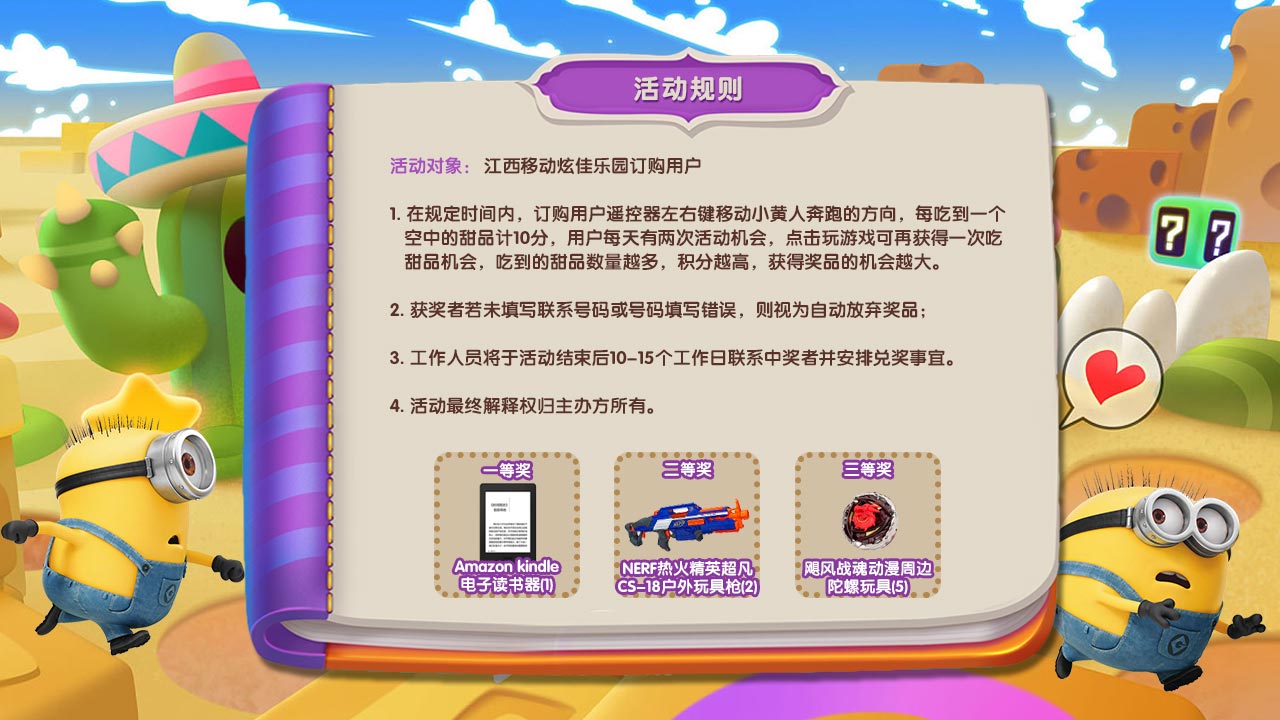 活动规则
活动对象： 江西移动炫佳乐园订购用户
1. 在规定时间内，订购用户遥控器左右键移动小黄人奔跑的方向，每吃到一个
空中的甜品计10分，用户每天有两次活动机会，点击玩游戏可再获得一次吃
甜品机会，吃到的甜品数量越多，积分越高，获得奖品的机会越大。
2. 获奖者若未填写联系号码或号码填写错误，则视为自动放弃奖品；
3. 工作人员将于活动结束后10-15个工作日联系中奖者并安排兑奖事宜。
4. 活动最终解释权归主办方所有。
一等奖
Amazon kindle
电子读书器(1)
二等奖
NERF热火精英超凡
CS-18户外玩具枪(2)
三等奖
飓风战魂动漫周边
陀螺玩具(5)
? ?